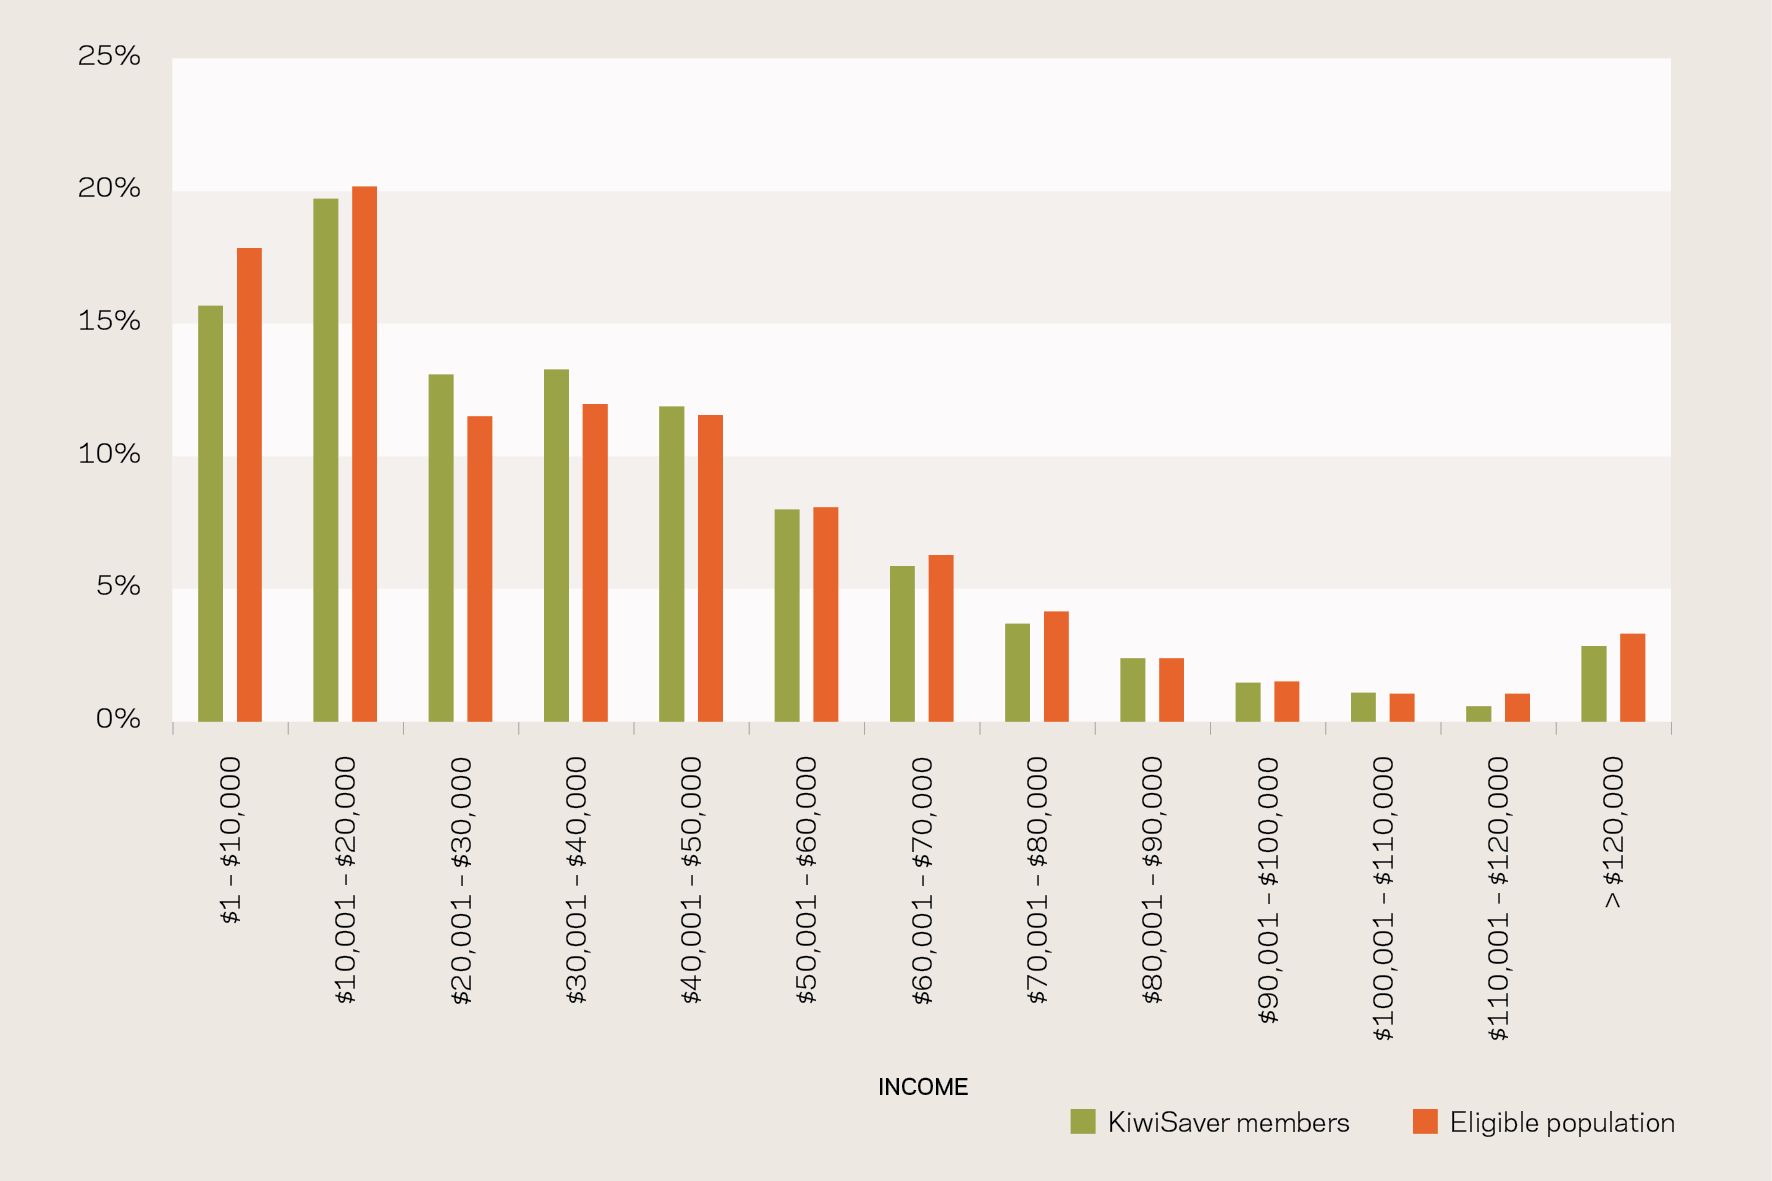 25%
20%
15%
10%
5%
0%
$1 – $10,000
$10,001 – $20,000
$20,001 – $30,000
$30,001 – $40,000
$40,001 – $50,000
$50,001 – $60,000
$60,001 – $70,000
$70,001 – $80,000
$80,001 – $90,000
$90,001 – $100,000
$100,001 – $110,000
$110,001 – $120,000
> $120,000
INCOME
KiwiSaver members
Eligible population